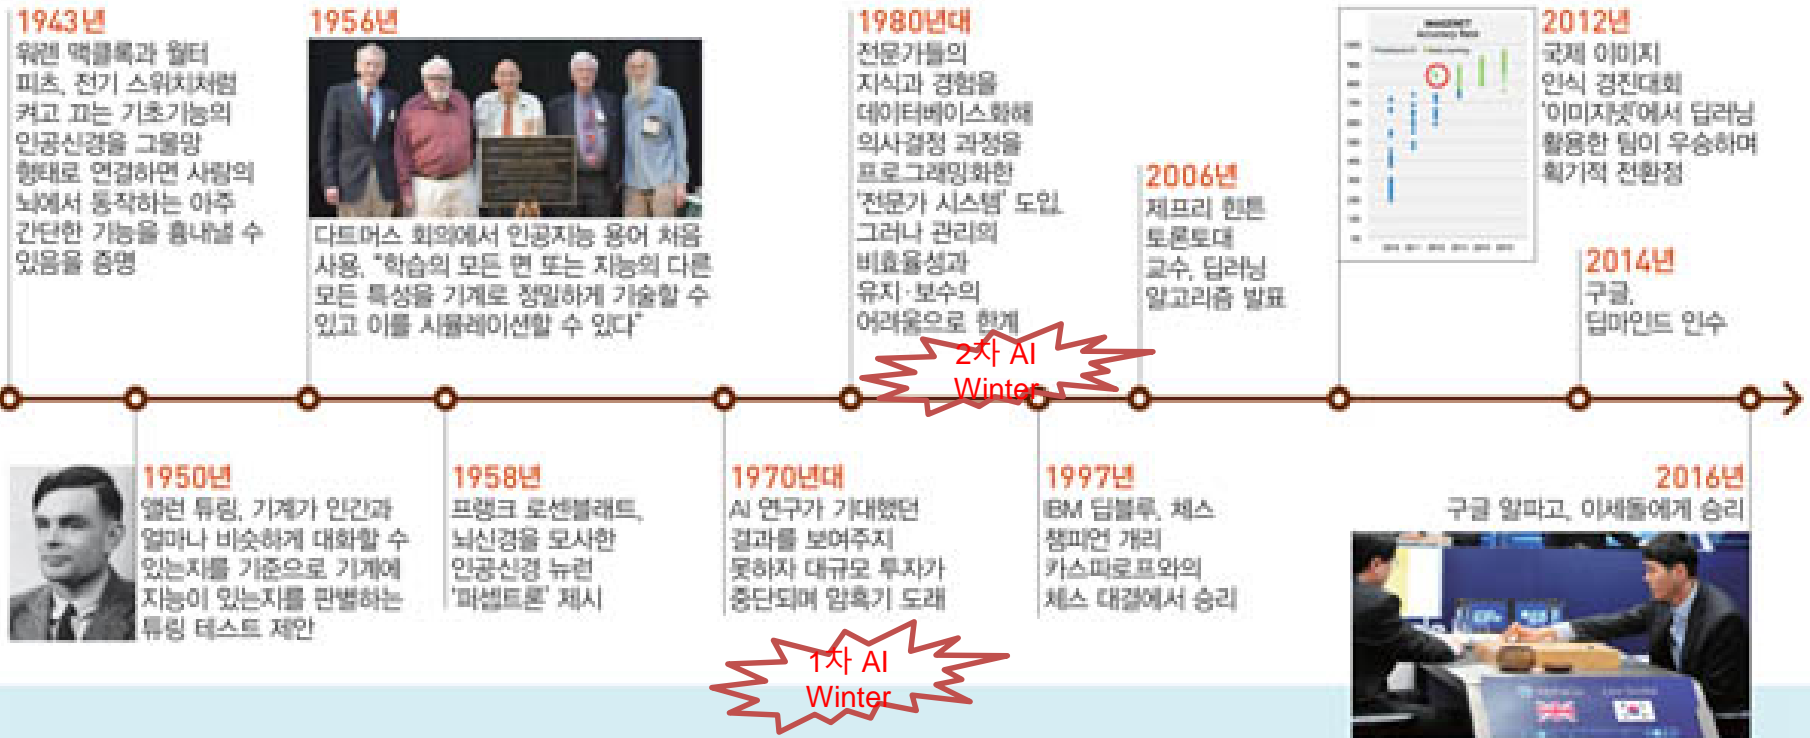 1943년
워렌 맥클록과 월터
피츠, 전기 스위치처럼
켜고 끄는 기초기능의
인공신경을 그물망
형태로 연결하면 사람의
뇌에서 동작하는 아주
간단한 기능을 흉내낼 수
있음을 증명
1950년
앨런 튜링, 기계가 인간과
얼마나 비슷하게 대화할 수
있는지를 기준으로 기계에
지능이 있는지를 판별하는
튜링 테스트 제안
1956년
다트머스 회의에서 인공지능 용어 처음
사용. “학습의 모든 면 또는 지능의 다른
모든 특성을 기계로 정밀하게 기술할 수
있고 이를 시뮬레이션할 수 있다”
1958년
프랭크 로센블래트,
뇌신경을 모사한
인공신경 뉴런
‘퍼셉트론’ 제시
1970년대
AI 연구가 기대했던
결과를 보여주지
못하자 대규모 투자가
중단되며 암흑기 도래
1차 AI
Winter
1980년대
전문가들의
지식과 경험을
데이터베이스화해
의사결정 과정을
프로그래밍화한
‘전문가 시스템’ 도입.
그러나 관리의
비효율성과
유지·보수의
어려움으로 한계
2차 AI
Winter
1997년
IBM 딥블루, 체스
챔피언 개리
카스파로프와의
체스 대결에서 승리
2006년
제프리 힌튼
토론토대
교수, 딥러닝
알고리즘 발표
2012년
국제 이미지
인식 경진대회
‘이미지넷’에서 딥러닝
활용한 팀이 우승하며
획기적 전환점
IMAGENET
Accuracy Rate
2014년
구글,
딥마인드 인수
2016년
구글 알파고, 이세돌에게 승리